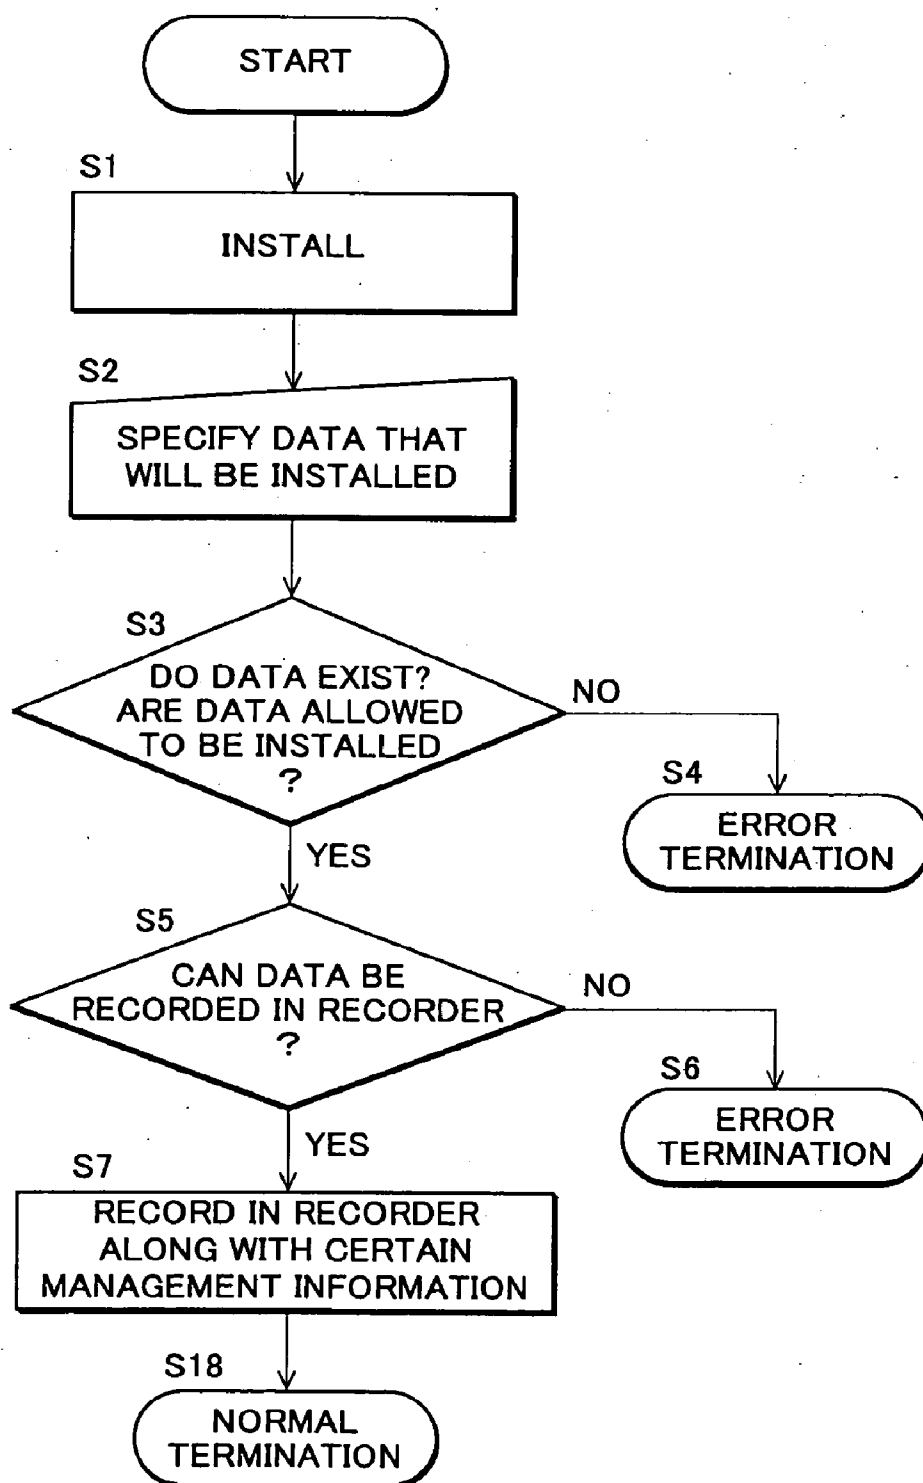 START
S1
INSTALL
S2
SPECIFY DATA THAT
WILL BE INSTALLED
S3
DO DATA EXIST?
ARE DATA ALLOWED
TO BE INSTALLED
?
NO
S4
ERROR
TERMINATION
YES
S5
CAN DATA BE
RECORDED IN RECORDER
?
NO
S6
ERROR
TERMINATION
YES
S7
RECORD IN RECORDER
ALONG WITH CERTAIN
MANAGEMENT INFORMATION
S18
NORMAL
TERMINATION